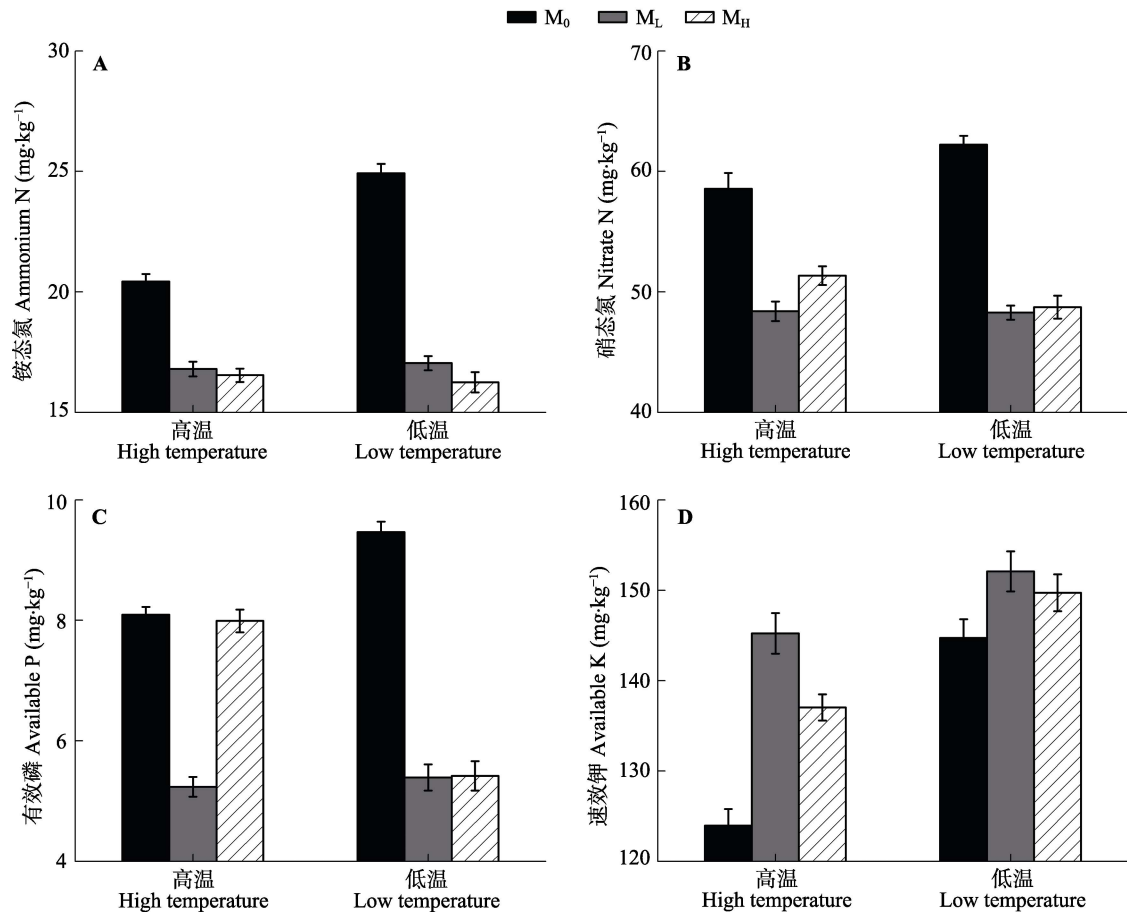 M₀ M_L M_H
A
铵态氮 Ammonium N (mg·kg⁻¹)
30
25
20
15
高温
High temperature
低温
Low temperature
B
硝态氮 Nitrate N (mg·kg⁻¹)
70
60
50
40
高温
High temperature
低温
Low temperature
C
有效磷 Available P (mg·kg⁻¹)
10
8
6
4
高温
High temperature
低温
Low temperature
D
速效钾 Available K (mg·kg⁻¹)
160
150
140
130
120
高温
High temperature
低温
Low temperature